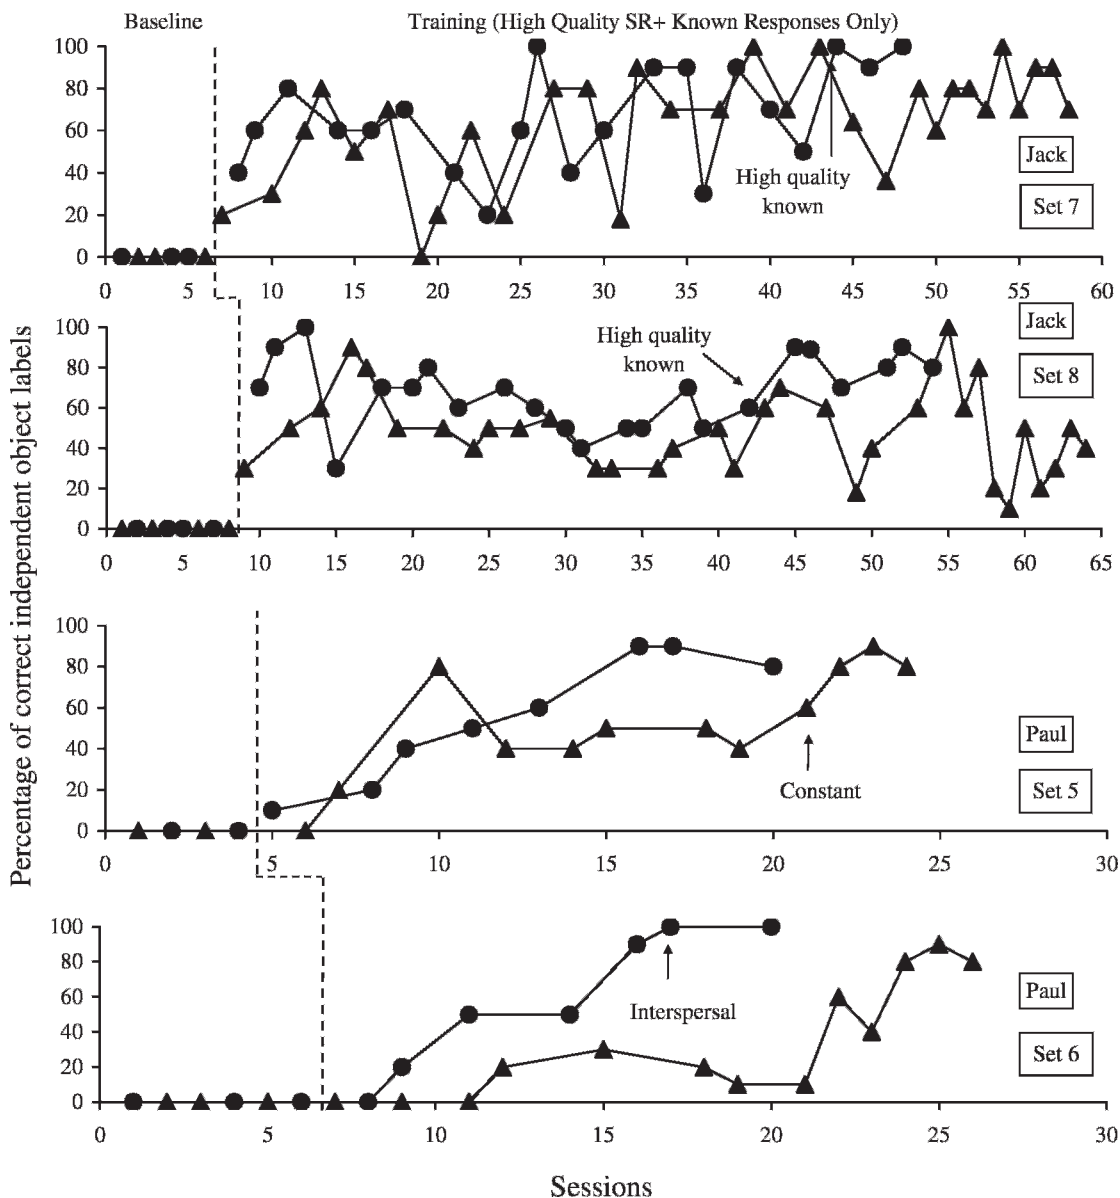 Baseline
Training (High Quality SR+ Known Responses Only)
Percentage of correct independent object labels
100
80
60
40
20
0
High quality
known
Jack
Set 7
0 5 10 15 20 25 30 35 40 45 50 55 60
100
80
60
40
20
0
High quality
known
Jack
Set 8
0 5 10 15 20 25 30 35 40 45 50 55 60 65
100
80
60
40
20
0
Constant
Paul
Set 5
0 5 10 15 20 25 30
100
80
60
40
20
0
Interspersal
Paul
Set 6
0 5 10 15 20 25 30
Sessions